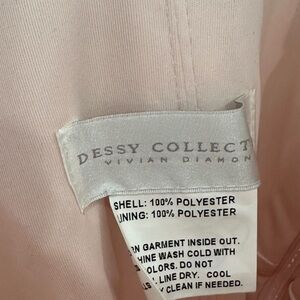 DESSY COLLECT
VIVIAN DIAMON
SHELL: 100% POLYESTER
LINING: 100% POLYESTER
RN GARMENT INSIDE OUT.
HINE WASH COLD WITH
OLORS. DO NOT
LINE DRY. COOL
Y CLEAN IF NEEDED.